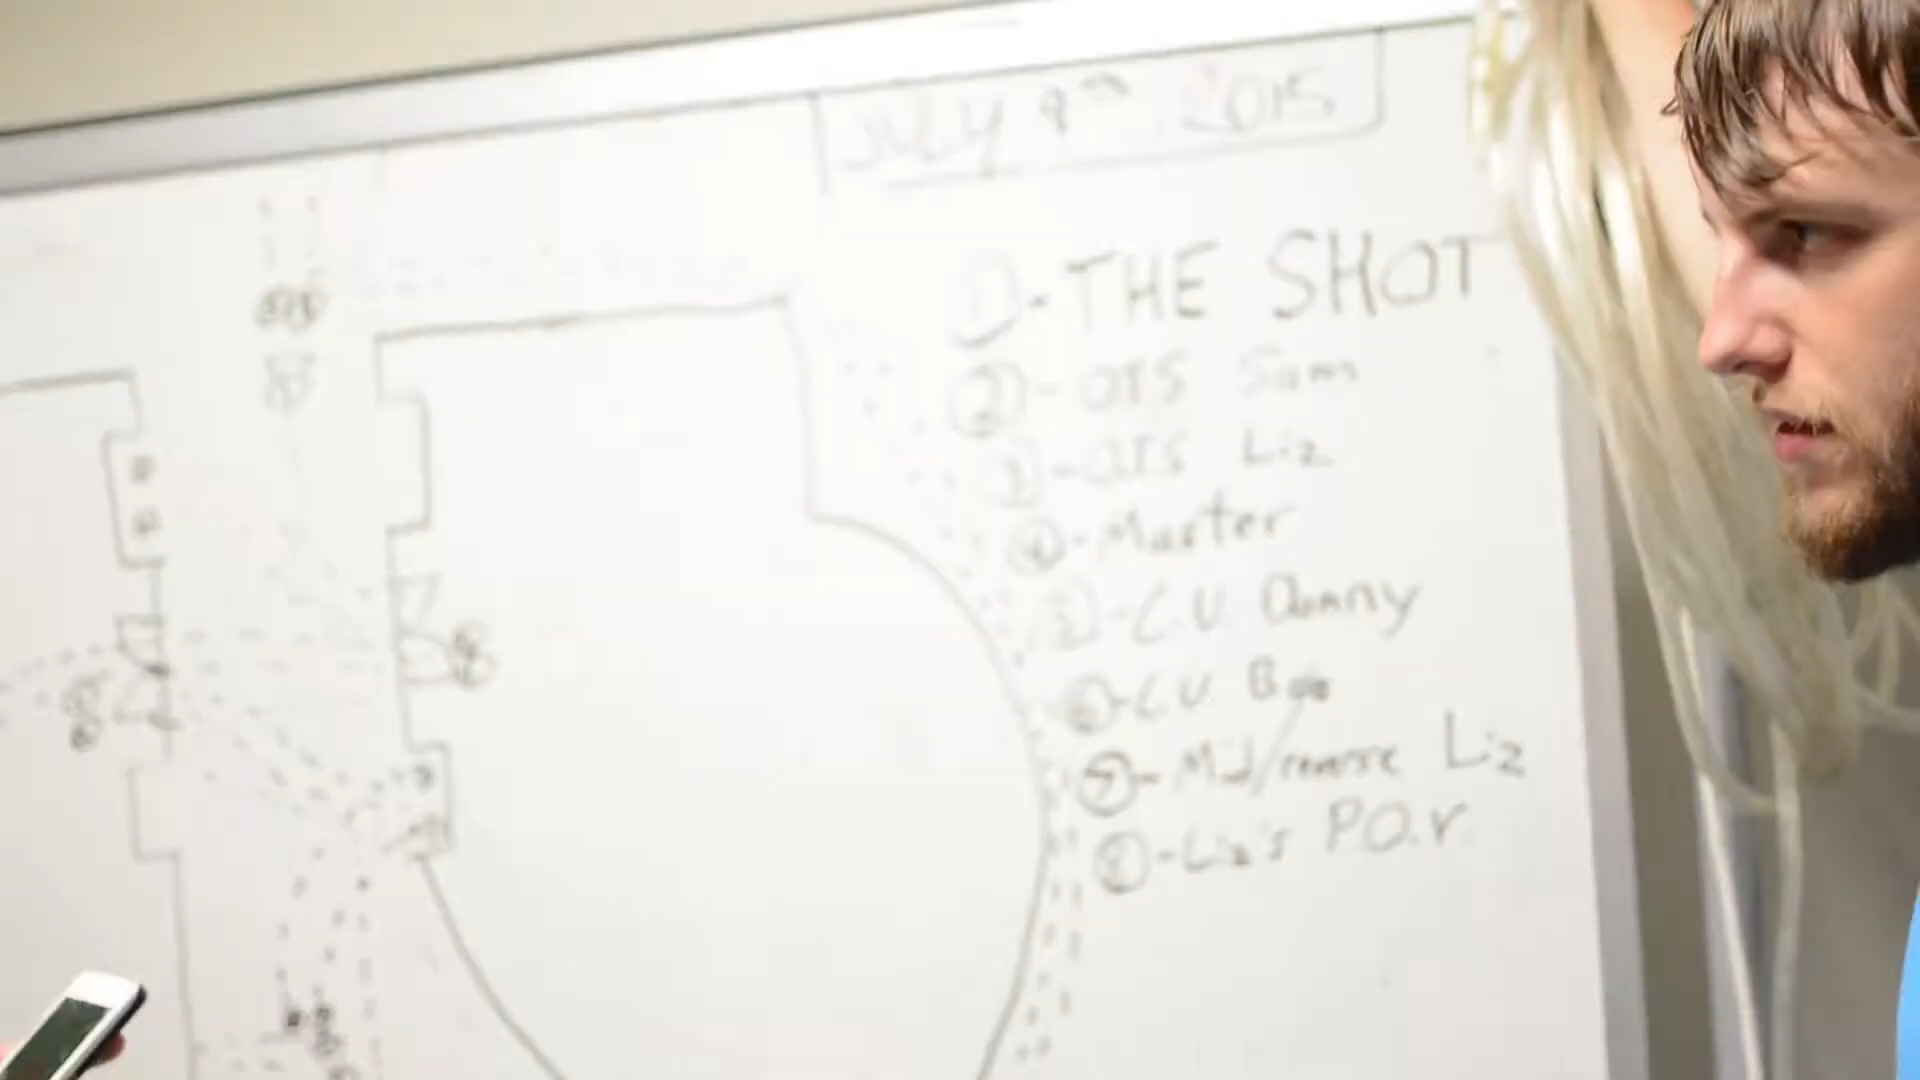 JULY 8th 2015
1 - THE SHOT
2 - OTS Sam
3 - OTS Liz
4 - Master
5 - C.U. Danny
6 - C.U. Bob
7 - Mid/reverse Liz
8 - Liz's P.O.V.